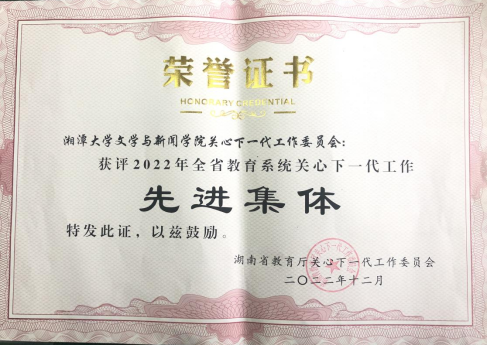 荣誉证书
HONORARY CREDENTIAL
湘潭大学文学与新闻学院关心下一代工作委员会：
获评2022年全省教育系统关心下一代工作
先进集体
特发此证，以兹鼓励。
湖南省教育厅关心下一代工作委员会
二〇二二年十二月